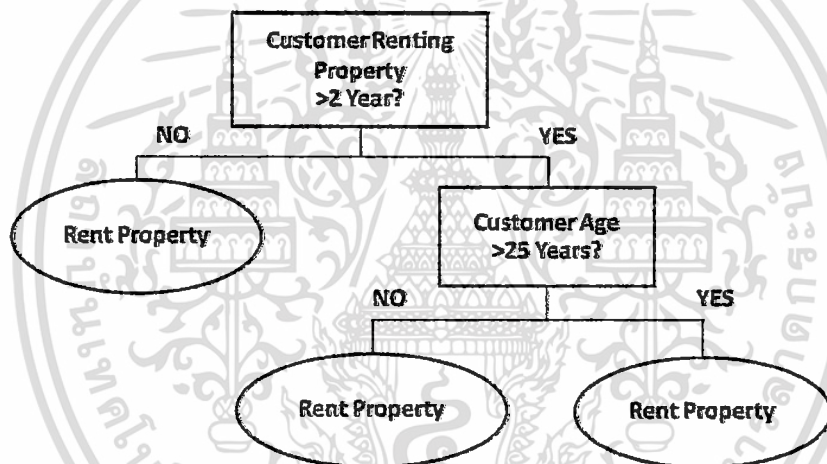 Customer Renting
Property
>2 Year?
NO
YES
Rent Property
Customer Age
>25 Years?
NO
YES
Rent Property
Rent Property